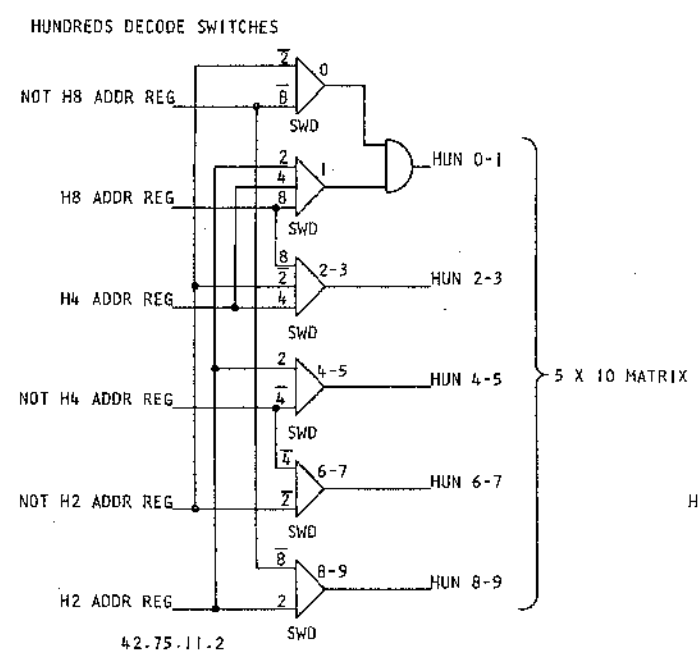 HUNDREDS DECODE SWITCHES
2̅ 0
NOT H8 ADDR REG 8̅
SWD
HUN 0-1
2 1
4
H8 ADDR REG 8
SWD
8 2-3
2̅ HUN 2-3
H4 ADDR REG 4
SWD
2 4-5
HUN 4-5 5 X 10 MATRIX
NOT H4 ADDR REG 4̅
SWD
4̅ 6-7
HUN 6-7
NOT H2 ADDR REG 2̅ H
SWD
8̅ 8-9
HUN 8-9
H2 ADDR REG 2
SWD
42.75.11.2